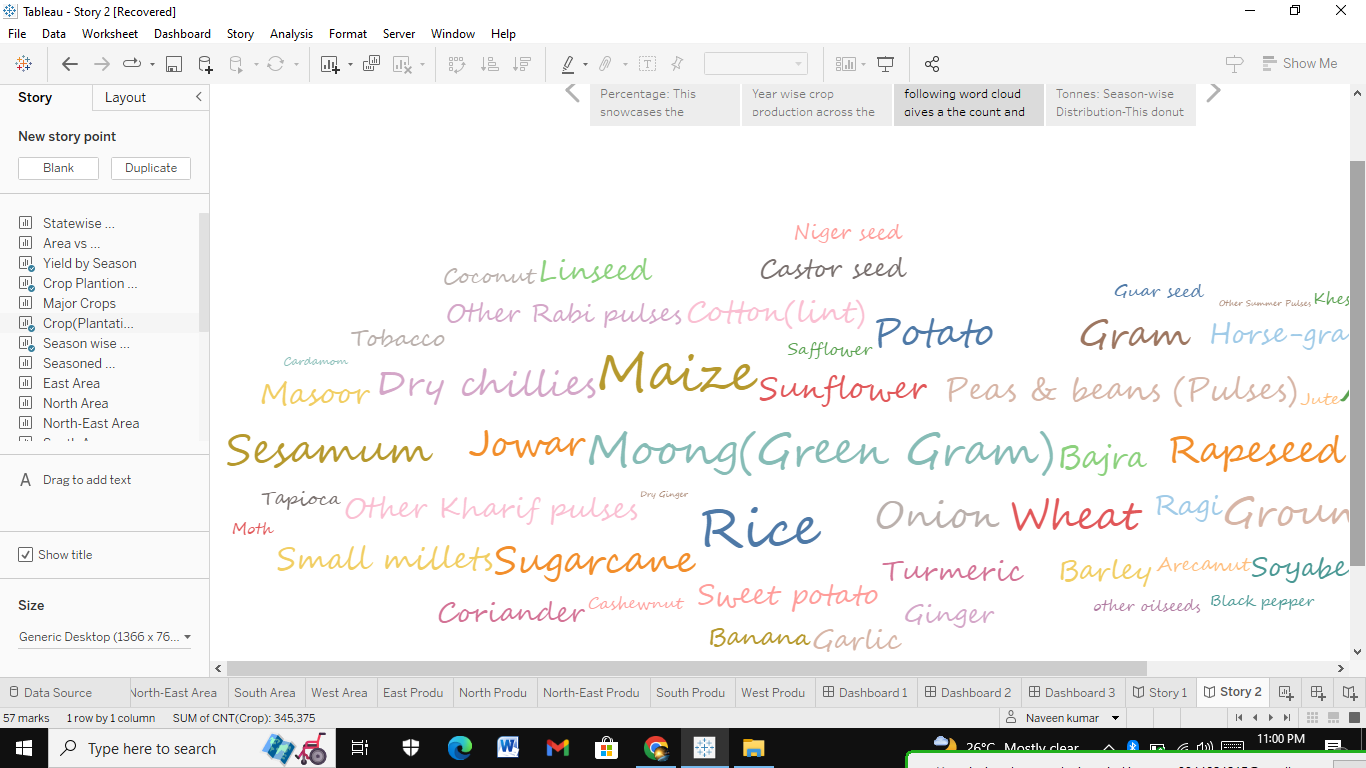 Tableau - Story 2 [Recovered]
File Data Worksheet Dashboard Story Analysis Format Server Window Help
Show Me
Story Layout
New story point
Blank Duplicate
Statewise ...
Area vs ...
Yield by Season
Crop Plantion ...
Major Crops
Crop(Plantati...
Season wise ...
Seasoned ...
East Area
North Area
North-East Area
A Drag to add text
Show title
Size
Generic Desktop (1366 x 76...
Percentage: This
snowcases the
Year wise crop
production across the
following word cloud
gives a the count and
Tonnes: Season-wise
Distribution-This donut
Niger seed
Coconut Linseed Castor seed
Guar seed Other Summer Pulses Khes
Other Rabi pulses Cotton(lint)
Tobacco Safflower Potato Gram Horse-gra
Cardamom
Masoor Dry chillies Maize Sunflower Peas & beans (Pulses) Jute
Sesamum Jowar Moong(Green Gram) Bajra Rapeseed
Tapioca Other Kharif pulses Dry Ginger
Moth Rice Onion Wheat Ragi Groun
Small millets Sugarcane Turmeric Barley Arecanut Soyabe
Coriander Cashewnut Sweet potato Ginger other oilseeds Black pepper
Banana Garlic
Data Source North-East Area South Area West Area East Produ North Produ North-East Produ South Produ West Produ Dashboard 1 Dashboard 2 Dashboard 3 Story 1 Story 2
57 marks 1 row by 1 column SUM of CNT(Crop): 345,375 Naveen kumar
Type here to search 26°C Mostly clear 11:00 PM